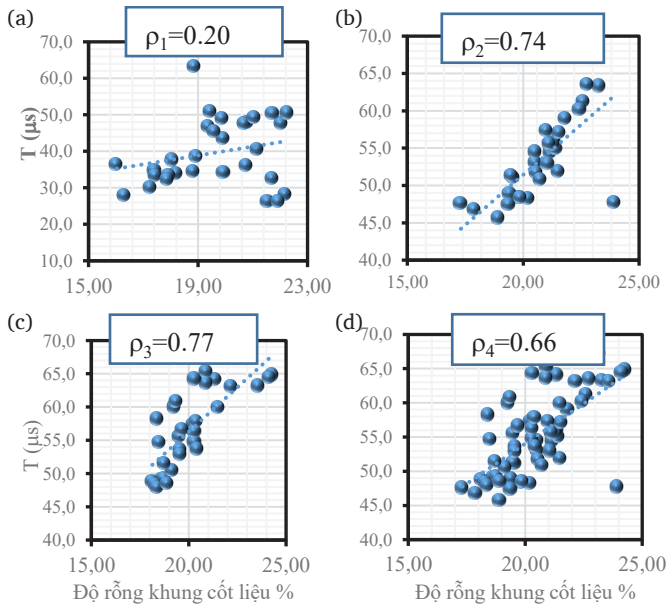 (a)
ρ1=0.20
70,0
60,0
50,0
40,0
30,0
20,0
10,0
T (μs)
15,00 19,00 23,00
(b)
ρ2=0.74
70,0
65,0
60,0
55,0
50,0
45,0
40,0
15,00 20,00 25,00
(c)
ρ3=0.77
70,0
65,0
60,0
55,0
50,0
45,0
40,0
T (μs)
15,00 20,00 25,00
Độ rỗng khung cốt liệu %
(d)
ρ4=0.66
70,0
65,0
60,0
55,0
50,0
45,0
40,0
15,00 20,00 25,00
Độ rỗng khung cốt liệu %